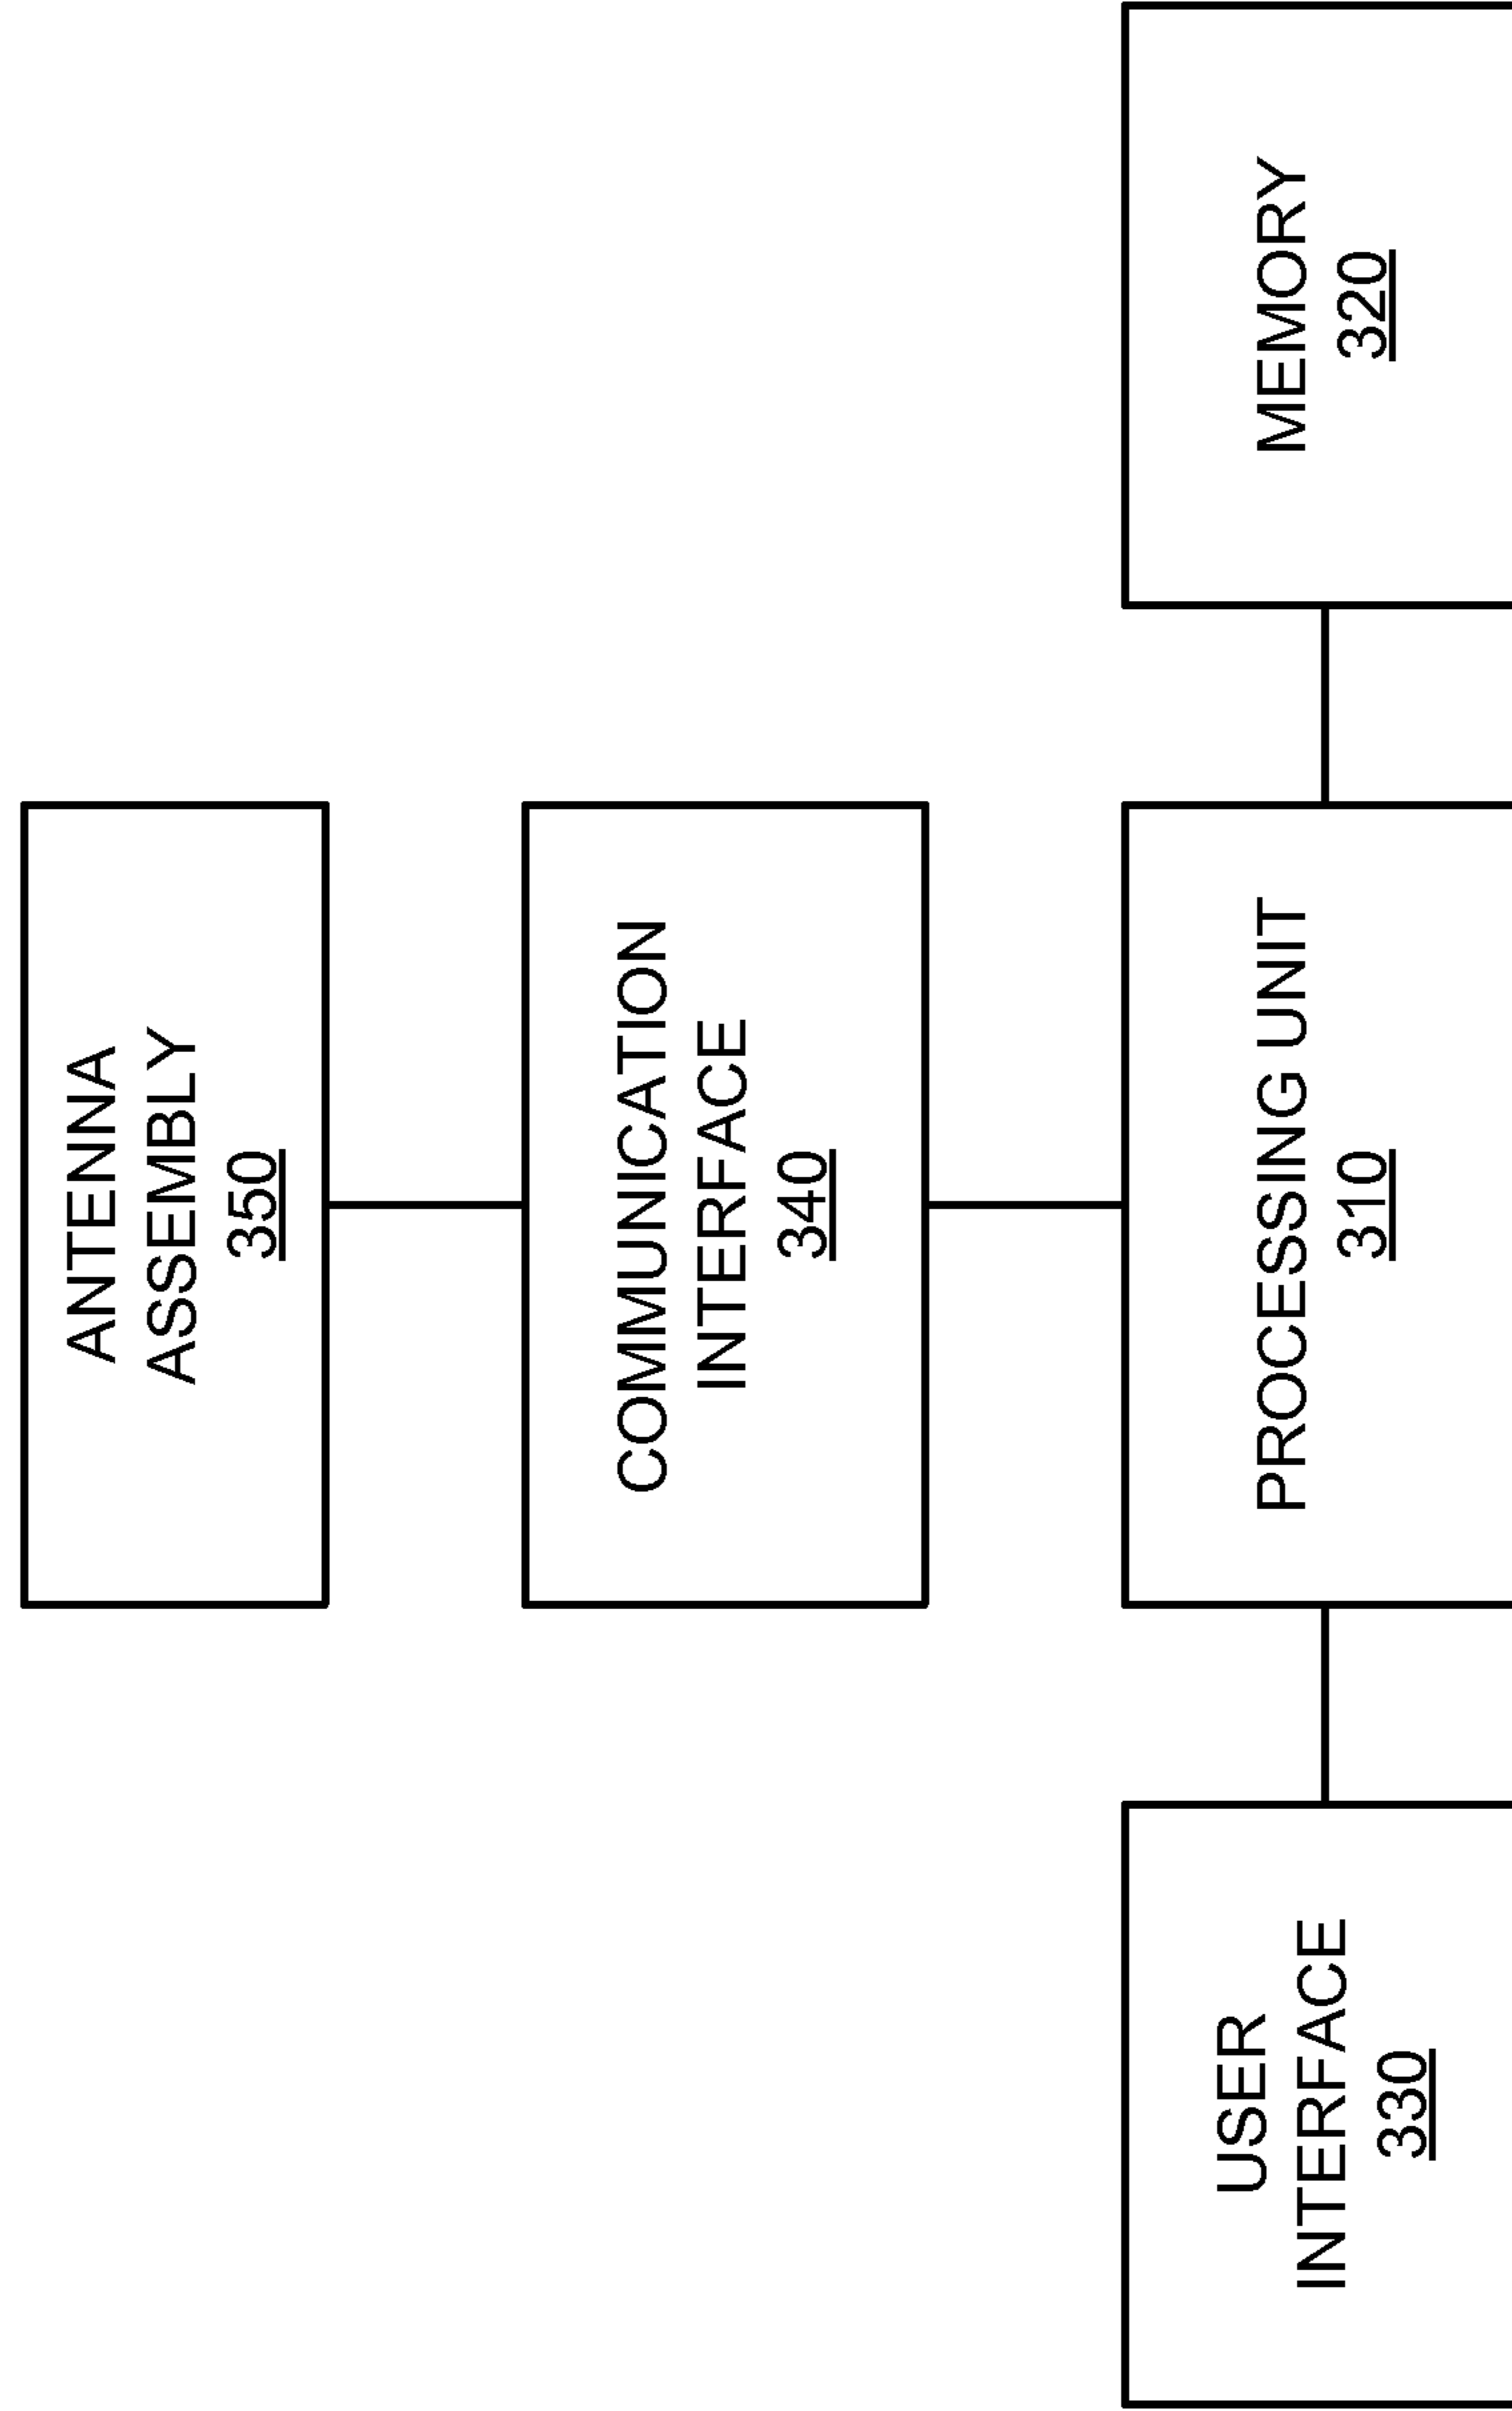 ANTENNA
ASSEMBLY
350
COMMUNICATION
INTERFACE
340
USER
INTERFACE
330
PROCESSING UNIT
310
MEMORY
320